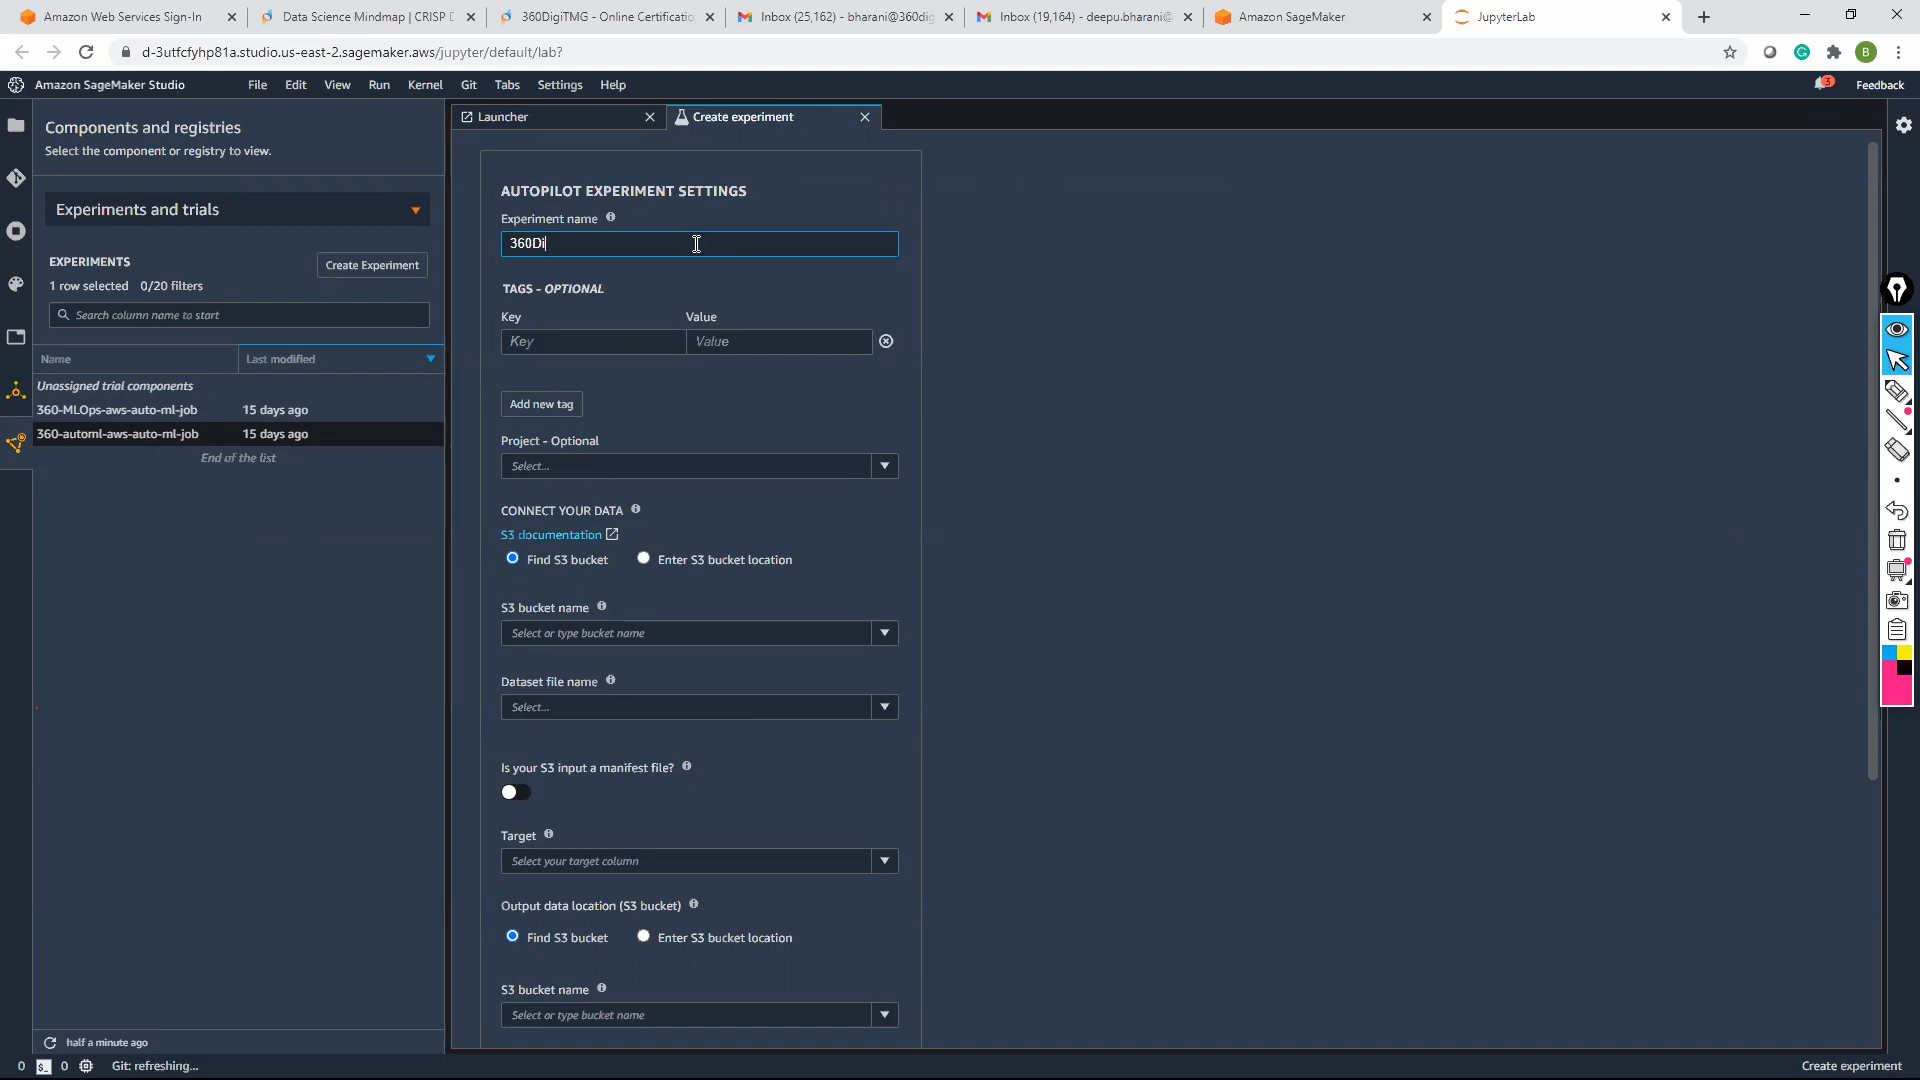 Amazon Web Services Sign-In
Data Science Mindmap | CRISP D
360DigiTMG - Online Certificatio
Inbox (25,162) - bharani@360dig
Inbox (19,164) - deepu.bharani@
Amazon SageMaker
JupyterLab
d-3utfcfyhp81a.studio.us-east-2.sagemaker.aws/jupyter/default/lab?
B
Amazon SageMaker Studio
File
Edit
View
Run
Kernel
Git
Tabs
Settings
Help
3
Feedback
Components and registries
Select the component or registry to view.
Experiments and trials
EXPERIMENTS
Create Experiment
1 row selected 0/20 filters
Search column name to start
Name
Last modified
Unassigned trial components
360-MLOps-aws-auto-ml-job 15 days ago
360-automl-aws-auto-ml-job 15 days ago
End of the list
half a minute ago
Launcher
Create experiment
AUTOPILOT EXPERIMENT SETTINGS
Experiment name
360Di
TAGS - OPTIONAL
Key
Value
Key
Value
Add new tag
Project - Optional
Select...
CONNECT YOUR DATA
S3 documentation
Find S3 bucket
Enter S3 bucket location
S3 bucket name
Select or type bucket name
Dataset file name
Select...
Is your S3 input a manifest file?
Target
Select your target column
Output data location (S3 bucket)
Find S3 bucket
Enter S3 bucket location
S3 bucket name
Select or type bucket name
0
$_
0
Git: refreshing...
Create experiment